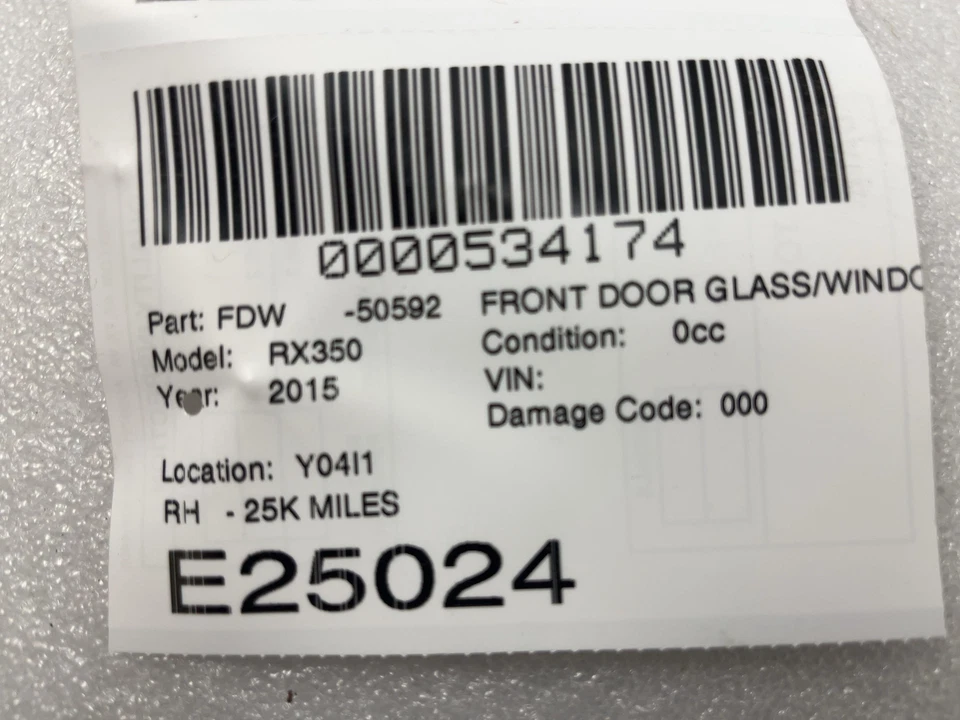 0000534174
Part: FDW -50592 FRONT DOOR GLASS/WINDO
Model: RX350 Condition: 0cc
Year: 2015 VIN:
Damage Code: 000
Location: Y04I1
RH - 25K MILES
E25024